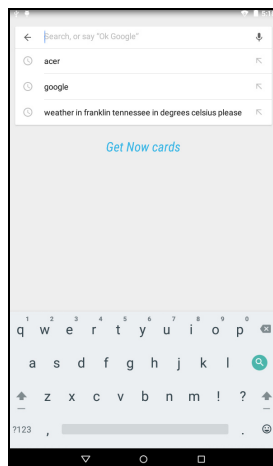 Search, or say "Ok Google"
acer
google
weather in franklin tennessee in degrees celsius please
Get Now cards
1 2 3 4 5 6 7 8 9 0
q w e r t y u i o p
a s d f g h j k l
z x c v b n m ! ?
?123 , .